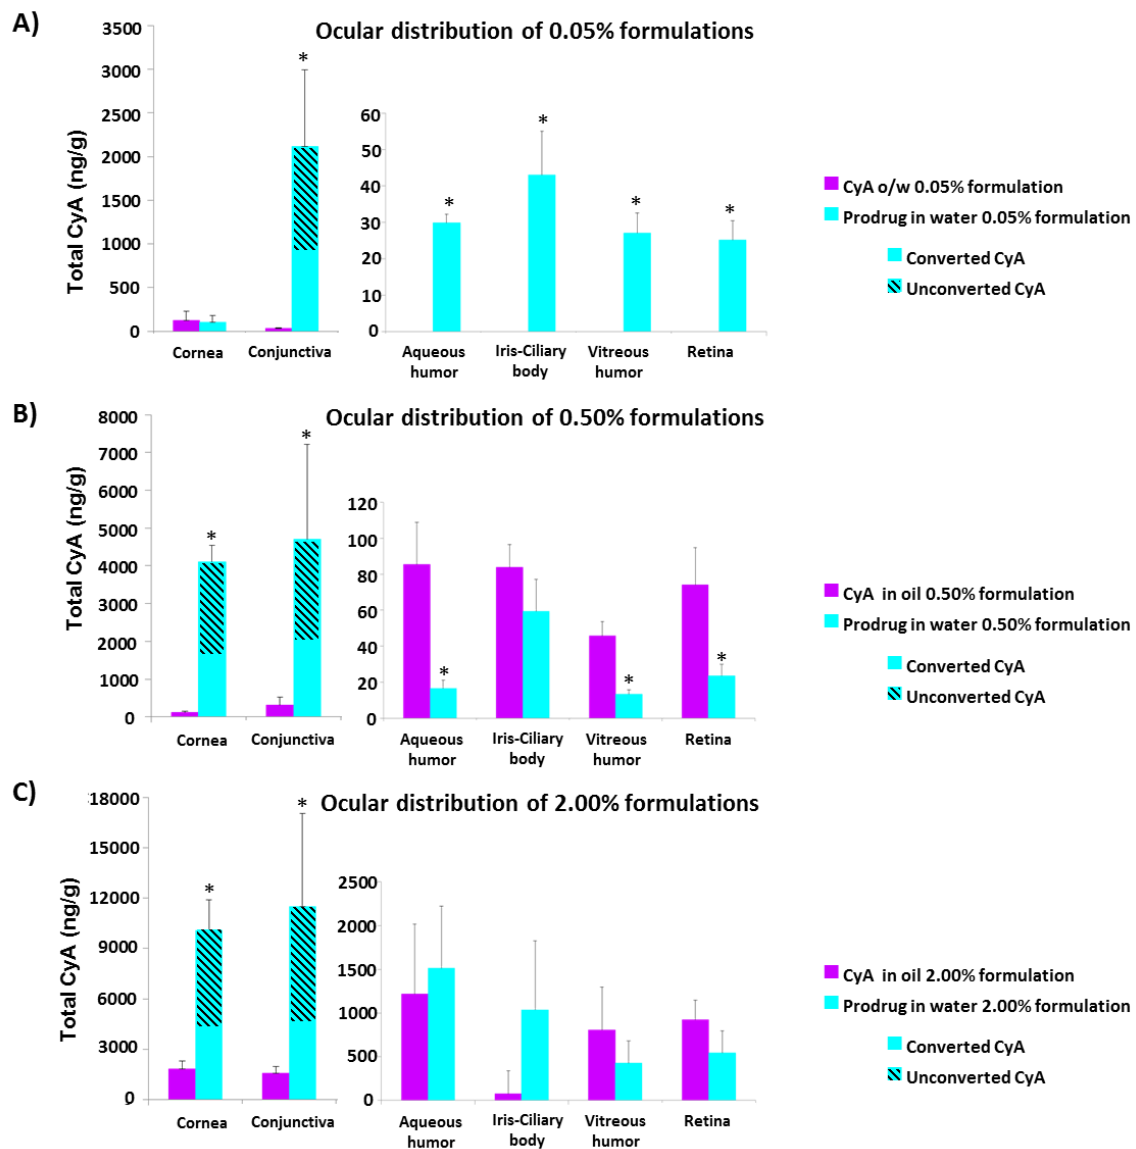 A)
Ocular distribution of 0.05% formulations
Total CyA (ng/g)
3500
3000
2500
2000
1500
1000
500
0
Cornea
Conjunctiva
*
60
50
40
30
20
10
0
* * * *
Aqueous humor
Iris-Ciliary body
Vitreous humor
Retina
CyA o/w 0.05% formulation
Prodrug in water 0.05% formulation
Converted CyA
Unconverted CyA
B)
Ocular distribution of 0.50% formulations
Total CyA (ng/g)
8000
7000
6000
5000
4000
3000
2000
1000
0
Cornea
Conjunctiva
* *
120
100
80
60
40
20
0
* * *
Aqueous humor
Iris-Ciliary body
Vitreous humor
Retina
CyA in oil 0.50% formulation
Prodrug in water 0.50% formulation
Converted CyA
Unconverted CyA
C)
Ocular distribution of 2.00% formulations
Total CyA (ng/g)
18000
15000
12000
9000
6000
3000
0
Cornea
Conjunctiva
* *
2500
2000
1500
1000
500
0
Aqueous humor
Iris-Ciliary body
Vitreous humor
Retina
CyA in oil 2.00% formulation
Prodrug in water 2.00% formulation
Converted CyA
Unconverted CyA